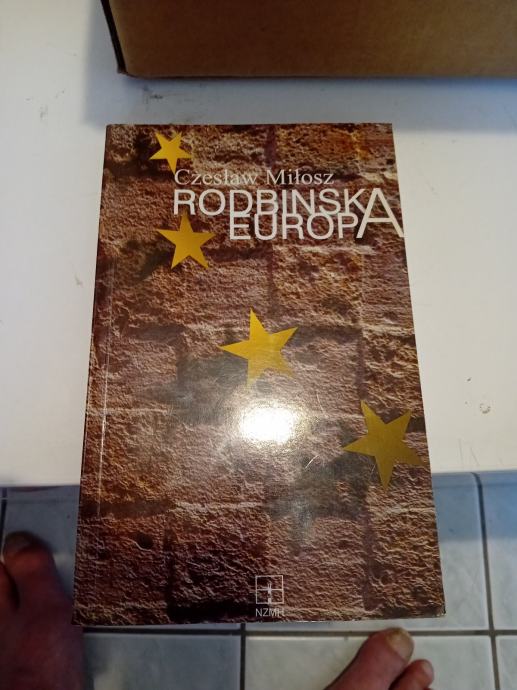 Czesław Miłosz
RODBINSKA
EUROPA
NZMH